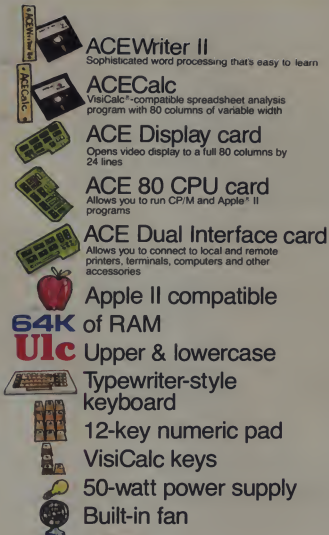 ACEWriter II
ACEWriter II
Sophisticated word processing that's easy to learn
ACECalc
ACECalc
VisiCalc®-compatible spreadsheet analysis
program with 80 columns of variable width
ACE Display card
Opens video display to a full 80 columns by
24 lines
ACE 80 CPU card
Allows you to run CP/M and Apple® II
programs
ACE Dual Interface card
Allows you to connect to local and remote
printers, terminals, computers and other
accessories
Apple II compatible
64K of RAM
Ulc Upper & lowercase
Typewriter-style
keyboard
12-key numeric pad
VisiCalc keys
50-watt power supply
Built-in fan